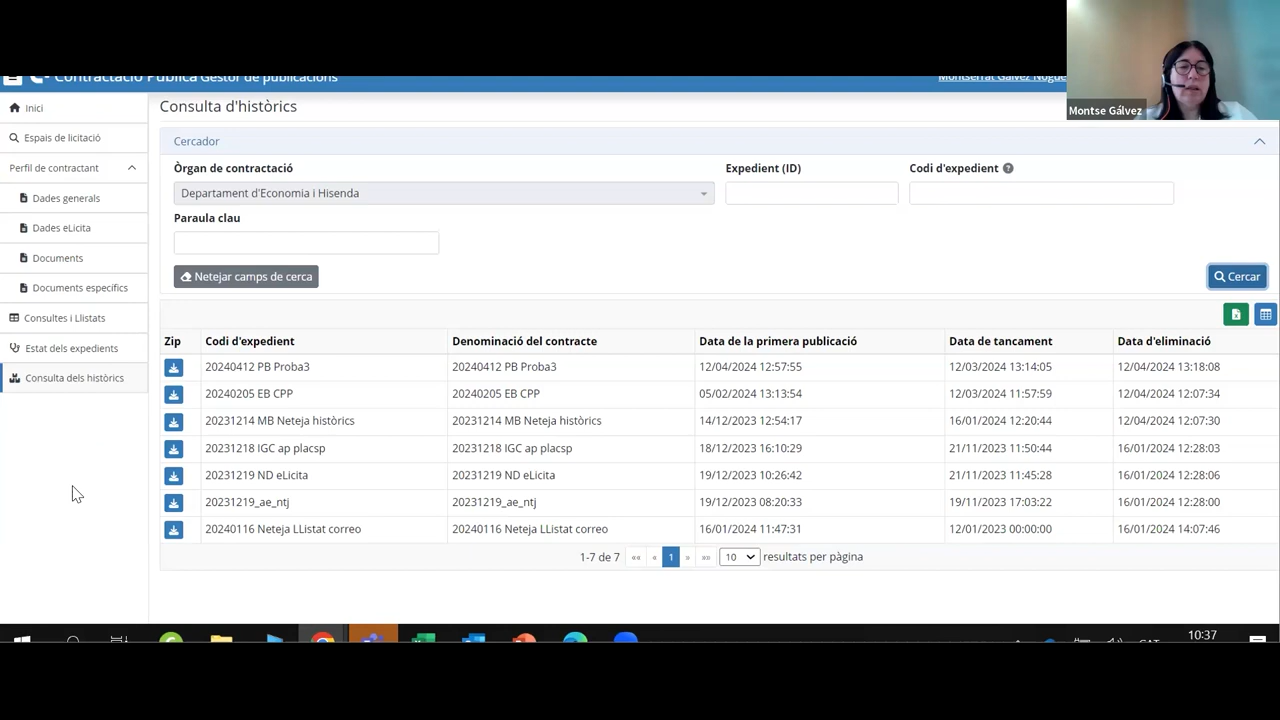 Contractació Pública Gestor de publicacions
Montserrat Gálvez Nogue
Montse Gálvez
Inici
Espais de licitació
Perfil de contractant
Dades generals
Dades eLicita
Documents
Documents específics
Consultes i Llistats
Estat dels expedients
Consulta dels històrics
Consulta d'històrics
Cercador
Òrgan de contractació
Expedient (ID)
Codi d'expedient
Departament d'Economia i Hisenda
Paraula clau
Netejar camps de cerca
Cercar
Zip Codi d'expedient Denominació del contracte Data de la primera publicació Data de tancament Data d'eliminació
20240412 PB Proba3 20240412 PB Proba3 12/04/2024 12:57:55 12/03/2024 13:14:05 12/04/2024 13:18:08
20240205 EB CPP 20240205 EB CPP 05/02/2024 13:13:54 12/03/2024 11:57:59 12/04/2024 12:07:34
20231214 MB Neteja històrics 20231214 MB Neteja històrics 14/12/2023 12:54:17 16/01/2024 12:20:44 12/04/2024 12:07:30
20231218 IGC ap placsp 20231218 IGC ap placsp 18/12/2023 16:10:29 21/11/2023 11:50:44 16/01/2024 12:28:03
20231219 ND eLicita 20231219 ND eLicita 19/12/2023 10:26:42 21/11/2023 11:45:28 16/01/2024 12:28:06
20231219_ae_ntj 20231219_ae_ntj 19/12/2023 08:20:33 19/11/2023 17:03:22 16/01/2024 12:28:00
20240116 Neteja LListat correo 20240116 Neteja LListat correo 16/01/2024 11:47:31 12/01/2023 00:00:00 16/01/2024 14:07:46
1-7 de 7 «« « 1 » »» 10 resultats per pàgina
10:37